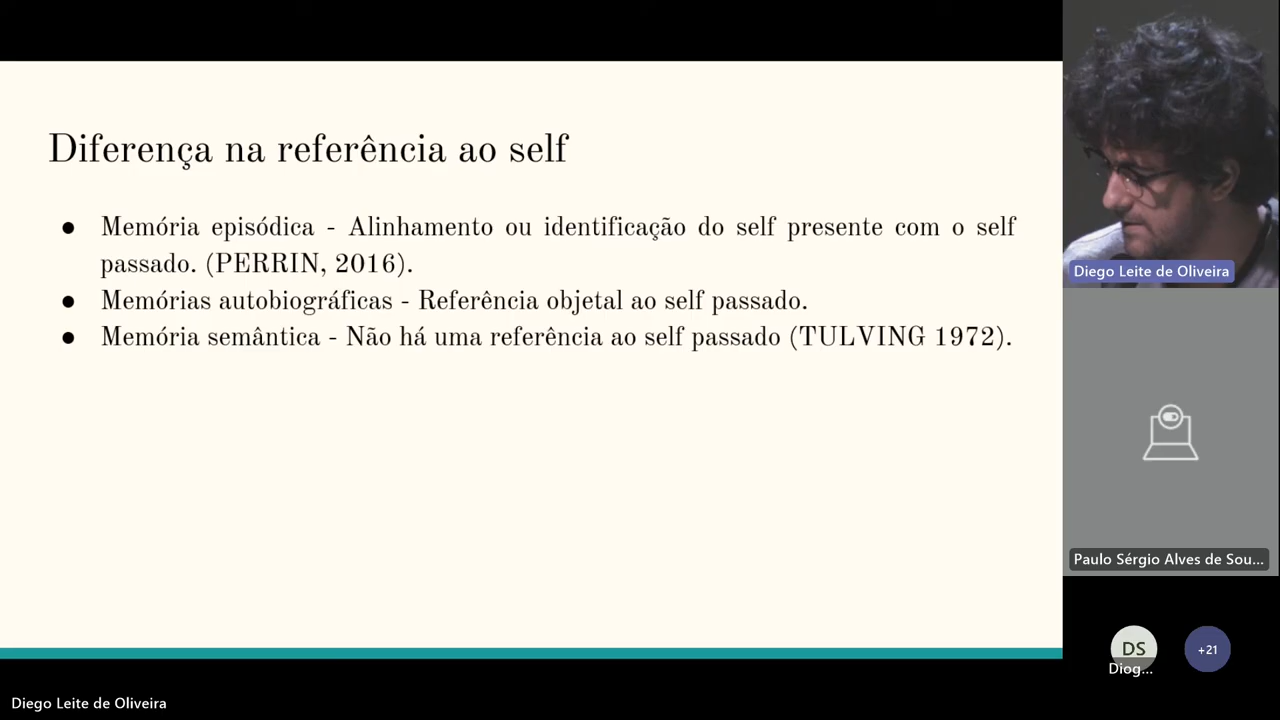 Diferença na referência ao self
● Memória episódica - Alinhamento ou identificação do self presente com o self
passado. (PERRIN, 2016).
● Memórias autobiográficas - Referência objetal ao self passado.
● Memória semântica - Não há uma referência ao self passado (TULVING 1972).
Diego Leite de Oliveira
Paulo Sérgio Alves de Sou...
DS
Diog...
+21
Diego Leite de Oliveira